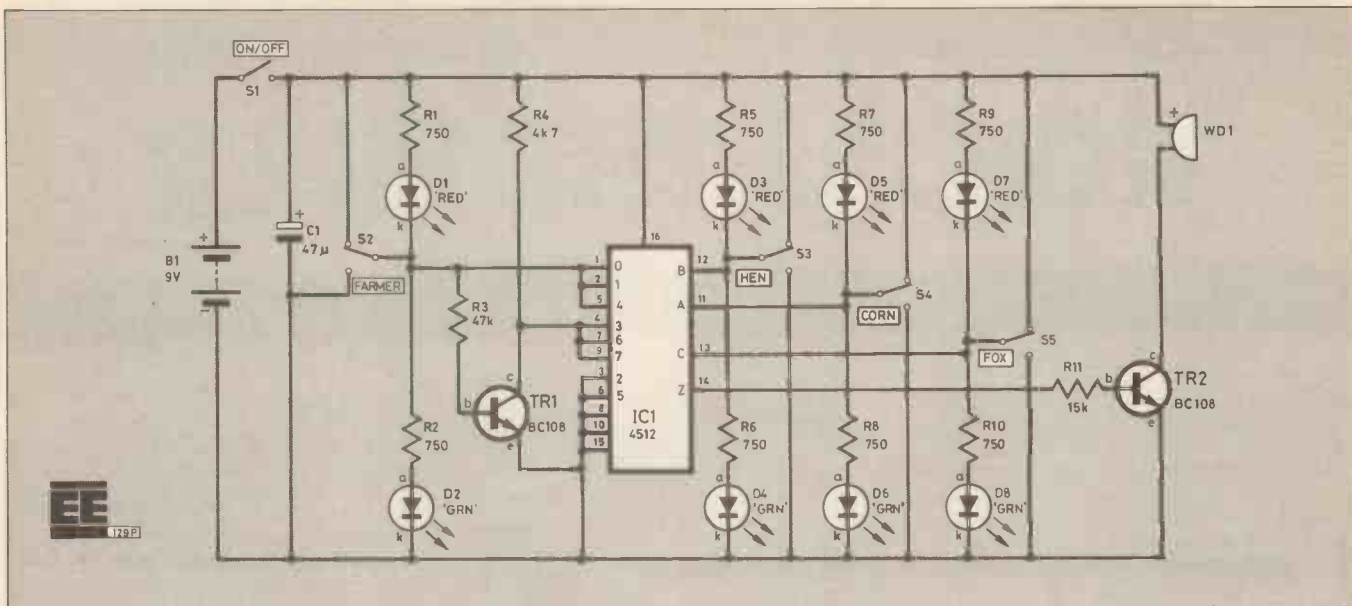 ON/OFF
S1
B1
9V
+
−
+
C1
47µ
S2
FARMER
R1
750
a
D1
'RED'
k
R2
750
a
D2
'GRN'
k
R3
47k
R4
4k7
c
b
e
TR1
BC108
16
1 0
2 1
5 4
4 3
7 6
9 7
3 2
6 5
8
10
15
IC1
4512
B 12
A 11
C 13
Z 14
R5
750
a
D3
'RED'
k
S3
HEN
R6
750
a
D4
'GRN'
k
R7
750
a
D5
'RED'
k
S4
CORN
R8
750
a
D6
'GRN'
k
R9
750
a
D7
'RED'
k
S5
FOX
R10
750
a
D8
'GRN'
k
R11
15k
b
c
e
TR2
BC108
+
WD1
EE
129P